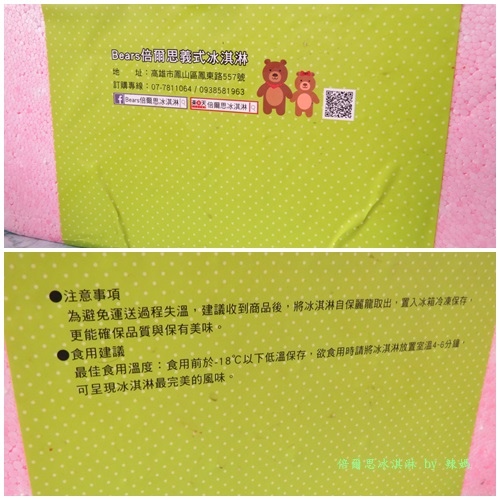 Bears倍爾思義式冰淇淋
地 址：高雄市鳳山區鳳東路557號
訂購專線：07-7811064 / 0938581963
Bears倍爾思冰淇淋
倍爾思冰淇淋
●注意事項
為避免運送過程失溫，建議收到商品後，將冰淇淋自保麗龍取出，置入冰箱冷凍保存，
更能確保品質與保有美味。
●食用建議
最佳食用溫度：食用前於-18℃以下低溫保存，欲食用時請將冰淇淋放置室溫4-6分鐘，
可呈現冰淇淋最完美的風味。
倍爾思冰淇淋 by 辣媽